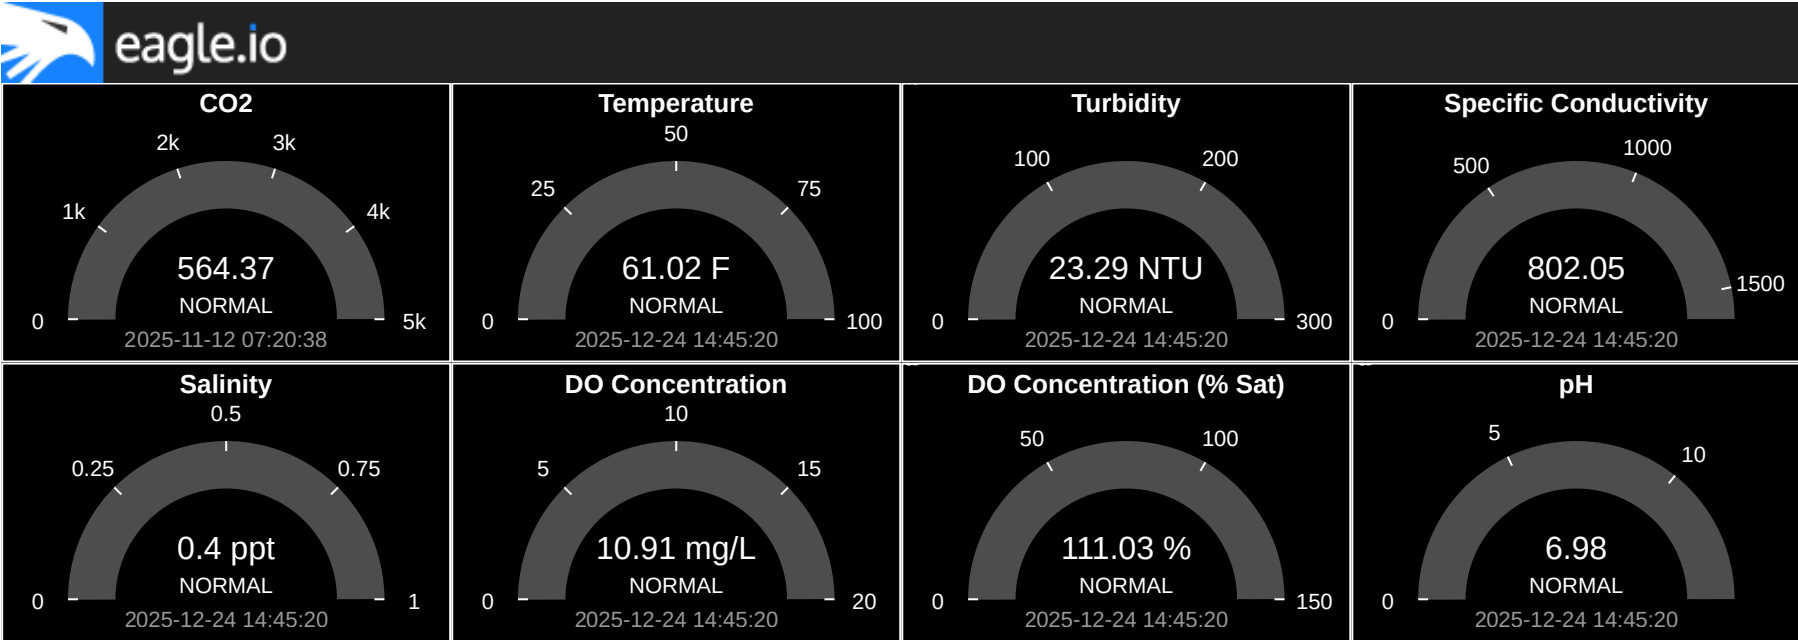 eagle.io
CO2
2k
3k
1k
4k
564.37
NORMAL
0
5k
2025-11-12 07:20:38
Temperature
50
25
75
61.02 F
NORMAL
0
100
2025-12-24 14:45:20
Turbidity
100
200
23.29 NTU
NORMAL
0
300
2025-12-24 14:45:20
Specific Conductivity
1000
500
802.05
1500
NORMAL
0
2025-12-24 14:45:20
Salinity
0.5
0.25
0.75
0.4 ppt
NORMAL
0
1
2025-12-24 14:45:20
DO Concentration
10
5
15
10.91 mg/L
NORMAL
0
20
2025-12-24 14:45:20
DO Concentration (% Sat)
50
100
111.03 %
NORMAL
0
150
2025-12-24 14:45:20
pH
5
10
6.98
NORMAL
0
2025-12-24 14:45:20